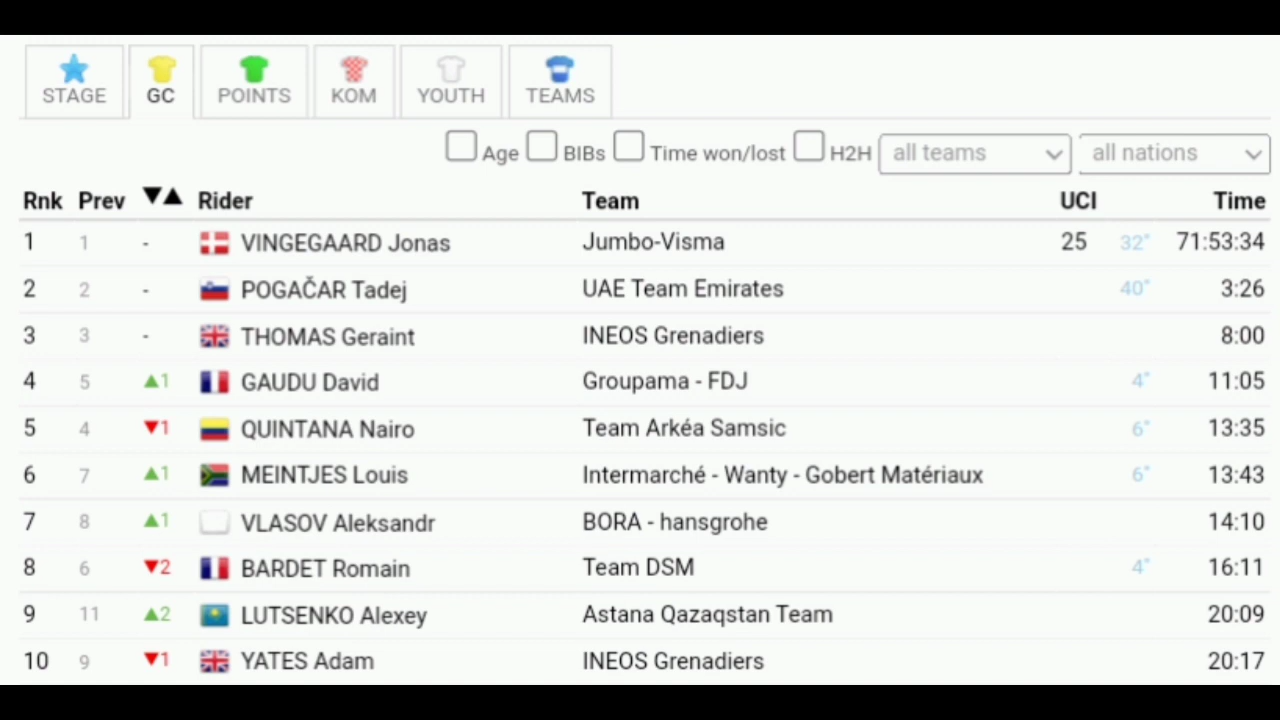 STAGE GC POINTS KOM YOUTH TEAMS
Age BIBs Time won/lost H2H all teams all nations
Rnk Prev ▼▲ Rider Team UCI Time
1 1 - VINGEGAARD Jonas Jumbo-Visma 25 32" 71:53:34
2 2 - POGAČAR Tadej UAE Team Emirates 40" 3:26
3 3 - THOMAS Geraint INEOS Grenadiers 8:00
4 5 ▲1 GAUDU David Groupama - FDJ 4" 11:05
5 4 ▼1 QUINTANA Nairo Team Arkéa Samsic 6" 13:35
6 7 ▲1 MEINTJES Louis Intermarché - Wanty - Gobert Matériaux 6" 13:43
7 8 ▲1 VLASOV Aleksandr BORA - hansgrohe 14:10
8 6 ▼2 BARDET Romain Team DSM 4" 16:11
9 11 ▲2 LUTSENKO Alexey Astana Qazaqstan Team 20:09
10 9 ▼1 YATES Adam INEOS Grenadiers 20:17